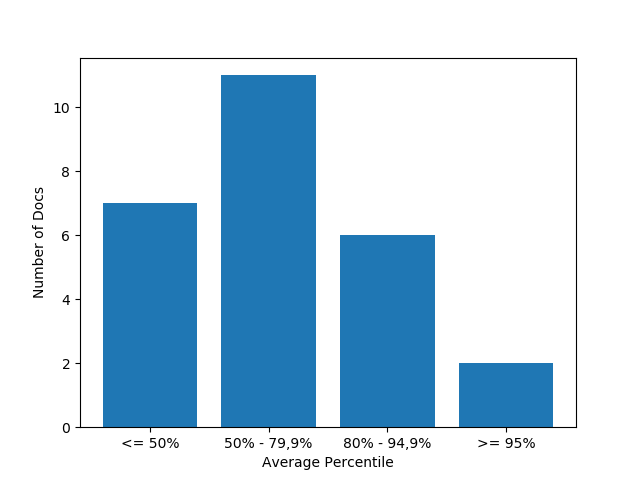 Number of Docs
10
8
6
4
2
0
<= 50%
50% - 79,9%
80% - 94,9%
>= 95%
Average Percentile